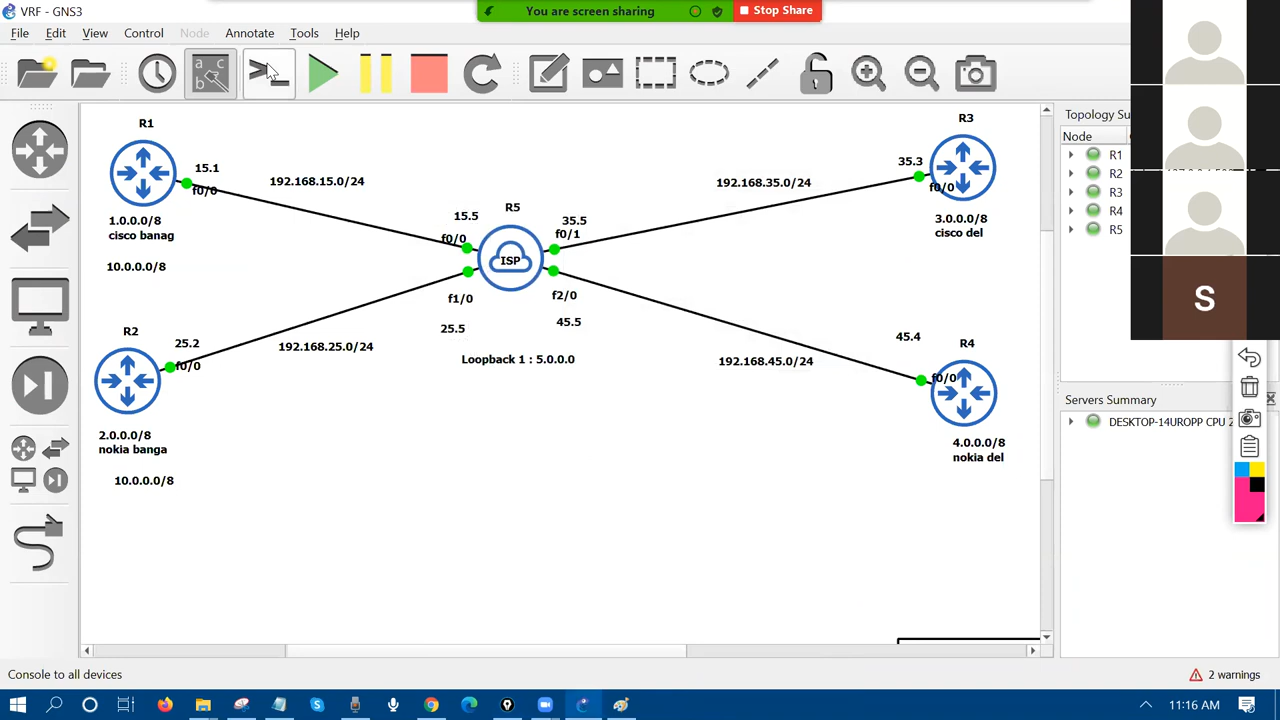 VRF - GNS3
You are screen sharing
Stop Share
File Edit View Control Node Annotate Tools Help
a c
b
R1
15.1
f0/0
192.168.15.0/24
1.0.0.0/8
cisco banag
10.0.0.0/8
R3
35.3
f0/0
192.168.35.0/24
3.0.0.0/8
cisco del
R5
15.5
f0/0
35.5
f0/1
ISP
f1/0
f2/0
25.5
45.5
Loopback 1 : 5.0.0.0
R2
25.2
f0/0
192.168.25.0/24
2.0.0.0/8
nokia banga
10.0.0.0/8
45.4
R4
f0/0
192.168.45.0/24
4.0.0.0/8
nokia del
Topology Su
Node
R1
R2
R3
R4
R5
S
Servers Summary
DESKTOP-14UROPP CPU 2
Console to all devices
2 warnings
11:16 AM